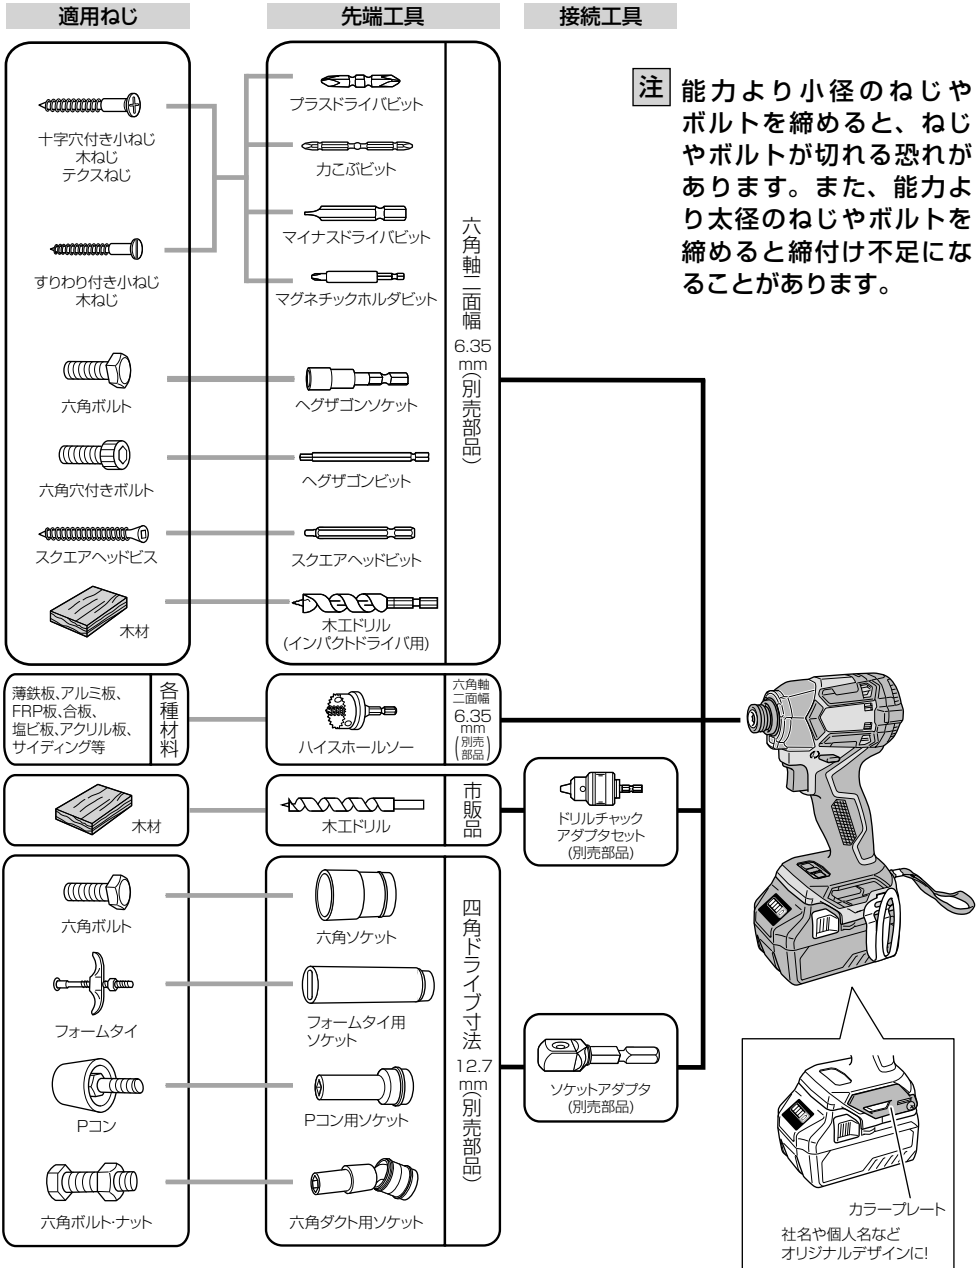 適用ねじ
先端工具
接続工具
注 能力より小径のねじや
ボルトを締めると、ねじ
やボルトが切れる恐れが
あります。また、能力よ
り太径のねじやボルトを
締めると締付け不足にな
ることがあります。
十字穴付き小ねじ
木ねじ
テクスねじ
すりわり付き小ねじ
木ねじ
六角ボルト
六角穴付きボルト
スクエアヘッドビス
木材
プラスドライバビット
力こぶビット
マイナスドライバビット
マグネチックホルダビット
ヘグザゴンソケット
ヘグザゴンビット
スクエアヘッドビット
木工ドリル
(インパクトドライバ用)
六角軸二面幅6.35mm(別売部品)
薄鉄板、アルミ板、
FRP板、合板、
塩ビ板、アクリル板、
サイディング等
各種材料
ハイスホールソー
六角軸
二面幅
6.35
mm
(別売
部品)
木材
木工ドリル
市販品
ドリルチャック
アダプタセット
(別売部品)
六角ボルト
フォームタイ
Pコン
六角ボルト・ナット
六角ソケット
フォームタイ用
ソケット
Pコン用ソケット
六角ダクト用ソケット
四角ドライブ寸法12.7mm(別売部品)
ソケットアダプタ
(別売部品)
カラープレート
社名や個人名など
オリジナルデザインに!